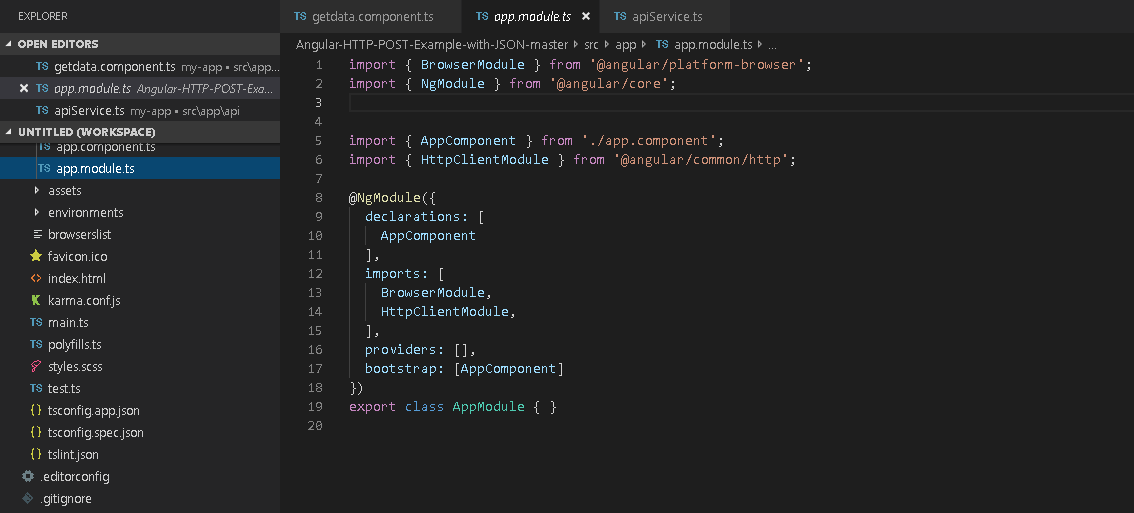 EXPLORER
OPEN EDITORS
TS getdata.component.ts my-app • src\app...
TS app.module.ts Angular-HTTP-POST-Exa...
TS apiService.ts my-app • src\app\api
UNTITLED (WORKSPACE)
TS app.component.ts
TS app.module.ts
assets
environments
browserslist
favicon.ico
<> index.html
karma.conf.js
TS main.ts
TS polyfills.ts
styles.scss
TS test.ts
{} tsconfig.app.json
{} tsconfig.spec.json
{} tslint.json
.editorconfig
.gitignore
TS getdata.component.ts TS app.module.ts × TS apiService.ts
Angular-HTTP-POST-Example-with-JSON-master › src › app › TS app.module.ts › ...
1 import { BrowserModule } from '@angular/platform-browser';
2 import { NgModule } from '@angular/core';
3
4
5 import { AppComponent } from './app.component';
6 import { HttpClientModule } from '@angular/common/http';
7
8 @NgModule({
9 declarations: [
10 AppComponent
11 ],
12 imports: [
13 BrowserModule,
14 HttpClientModule,
15 ],
16 providers: [],
17 bootstrap: [AppComponent]
18 })
19 export class AppModule { }
20